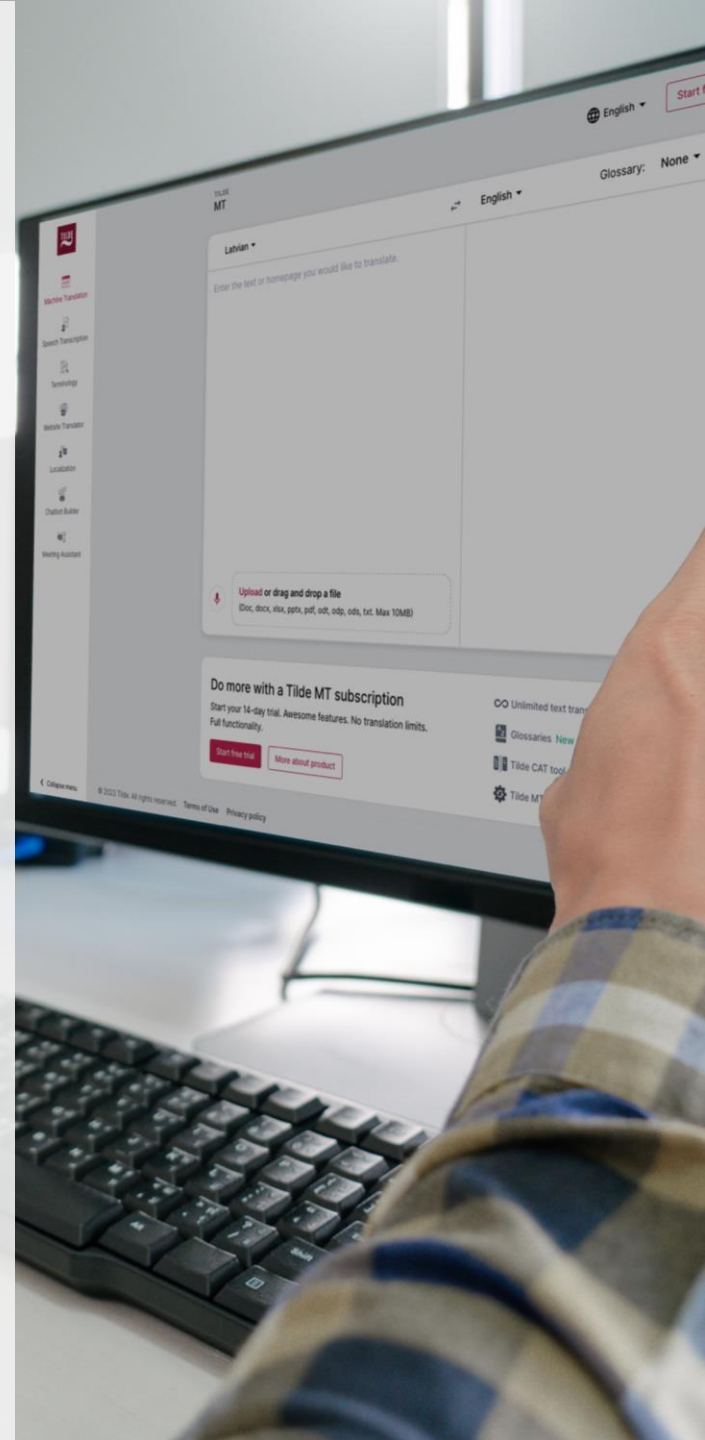 English
Start f
TILDE
MT
Glossary: None
Latvian
English
Enter the text or homepage you would like to translate.
TILDE
Machine Translation
Speech Transcription
Terminology
Website Translator
Localization
Chatbot Builder
Meeting Assistant
Upload or drag and drop a file
(Doc, docx, xlsx, pptx, pdf, odt, odp, ods, txt. Max 10MB)
Do more with a Tilde MT subscription
Start your 14-day trial. Awesome features. No translation limits.
Full functionality.
Start free trial
More about product
Unlimited text trans
Glossaries New
Tilde CAT tool
Tilde MT
Collapse menu
© 2023 Tilde. All rights reserved. Terms of Use Privacy policy
Alt
Shift